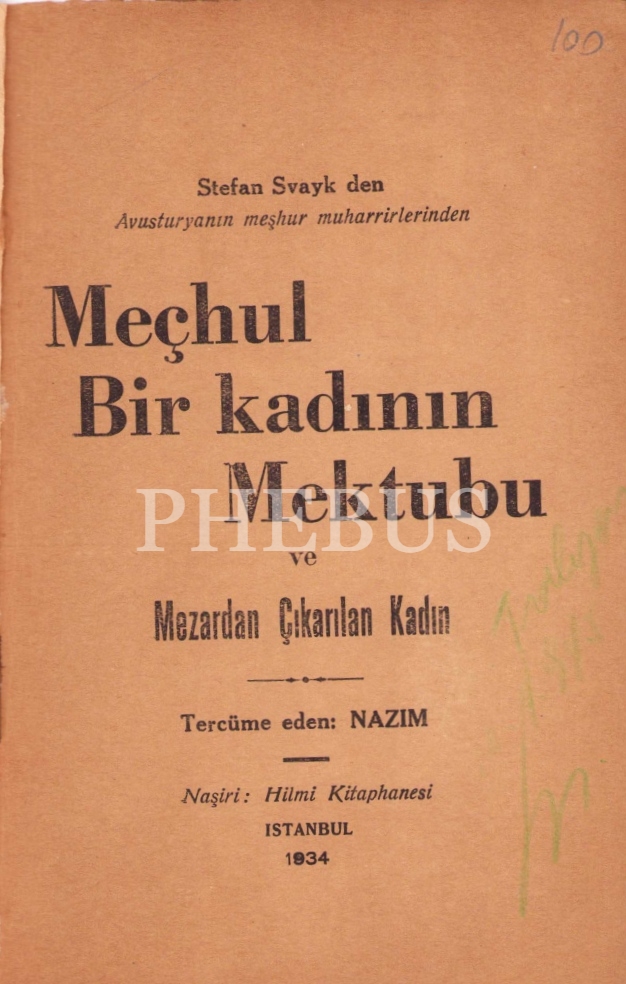 100
Stefan Svayk den
Avusturyanın meşhur muharrirlerinden
Meçhul
Bir kadının
Mektubu
PHEBUS
ve
Mezardan Çıkarılan Kadın
Tercüme eden: NAZIM
Naşiri: Hilmi Kitaphanesi
ISTANBUL
1934